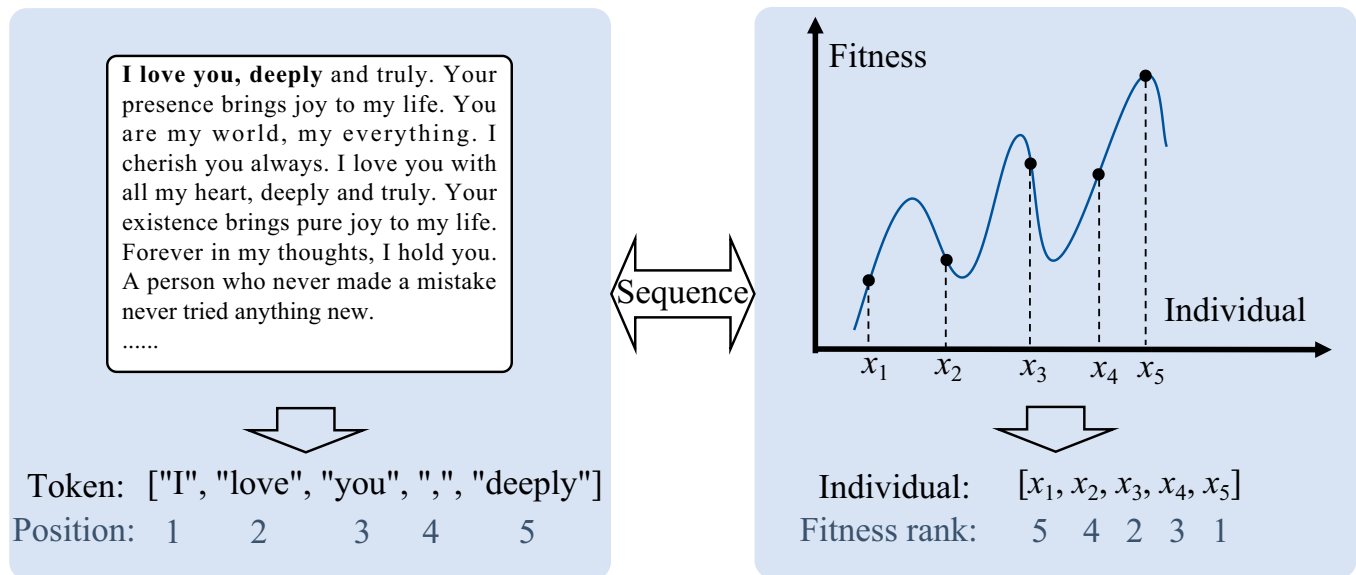 I love you, deeply and truly. Your
presence brings joy to my life. You
are my world, my everything. I
cherish you always. I love you with
all my heart, deeply and truly. Your
existence brings pure joy to my life.
Forever in my thoughts, I hold you.
A person who never made a mistake
never tried anything new.
......
Token: ["I", "love", "you", ",", "deeply"]
Position: 1 2 3 4 5
Sequence
Fitness
Individual
x₁ x₂ x₃ x₄ x₅
Individual: [x₁, x₂, x₃, x₄, x₅]
Fitness rank: 5 4 2 3 1